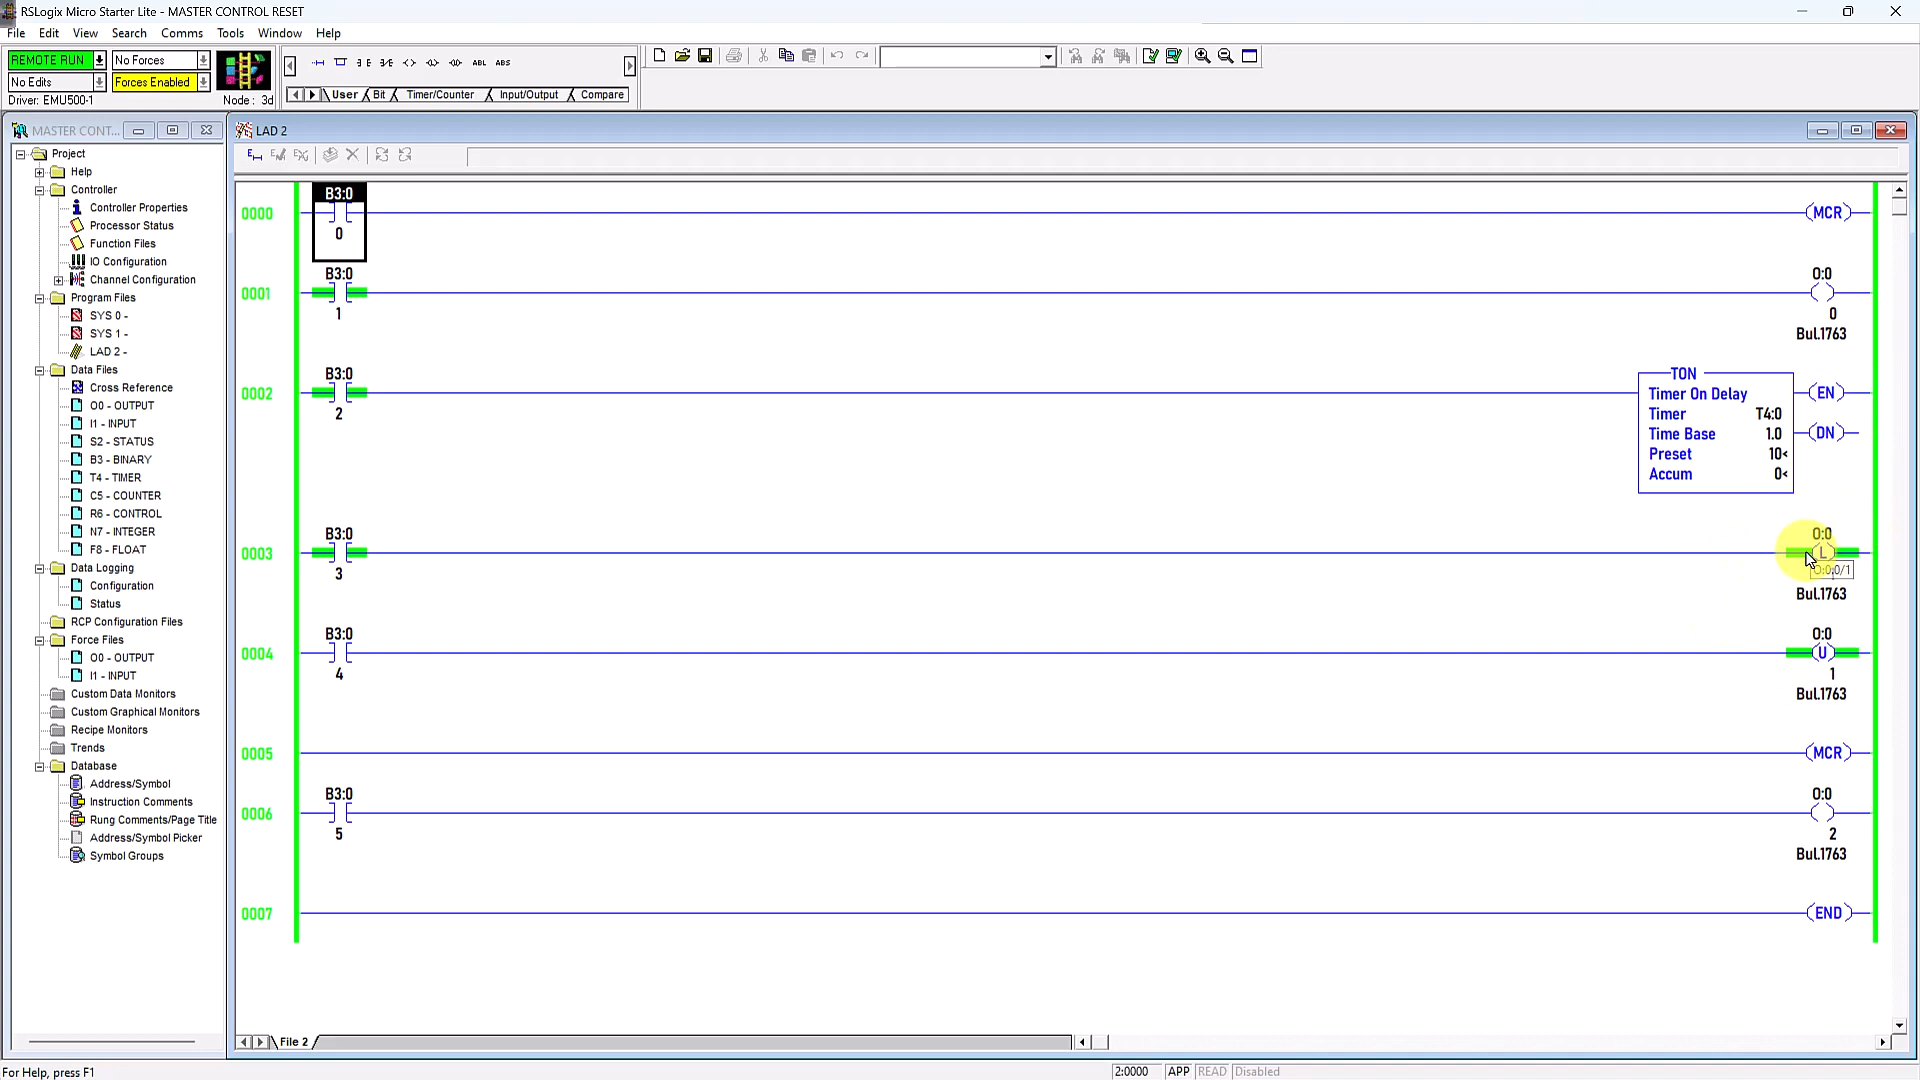 RSLogix Micro Starter Lite - MASTER CONTROL RESET
File Edit View Search Comms Tools Window Help
REMOTE RUN No Forces
No Edits Forces Enabled
Driver: EMU500-1 Node : 3d
ABL ABS
User Bit Timer/Counter Input/Output Compare
MASTER CONT...
Project
Help
Controller
Controller Properties
Processor Status
Function Files
IO Configuration
Channel Configuration
Program Files
SYS 0 -
SYS 1 -
LAD 2 -
Data Files
Cross Reference
O0 - OUTPUT
I1 - INPUT
S2 - STATUS
B3 - BINARY
T4 - TIMER
C5 - COUNTER
R6 - CONTROL
N7 - INTEGER
F8 - FLOAT
Data Logging
Configuration
Status
RCP Configuration Files
Force Files
O0 - OUTPUT
I1 - INPUT
Custom Data Monitors
Custom Graphical Monitors
Recipe Monitors
Trends
Database
Address/Symbol
Instruction Comments
Rung Comments/Page Title
Address/Symbol Picker
Symbol Groups
LAD 2
B3:0
0000 MCR
0
B3:0 O:0
0001
1 0
Bul.1763
B3:0 TON
0002 Timer On Delay EN
2 Timer T4:0
Time Base 1.0 DN
Preset 10<
Accum 0<
B3:0 O:0
0003 L
3 O:0.0/1
Bul.1763
B3:0 O:0
0004 U
4 1
Bul.1763
0005 MCR
B3:0 O:0
0006
5 2
Bul.1763
0007 END
File 2
For Help, press F1 2:0000 APP READ Disabled